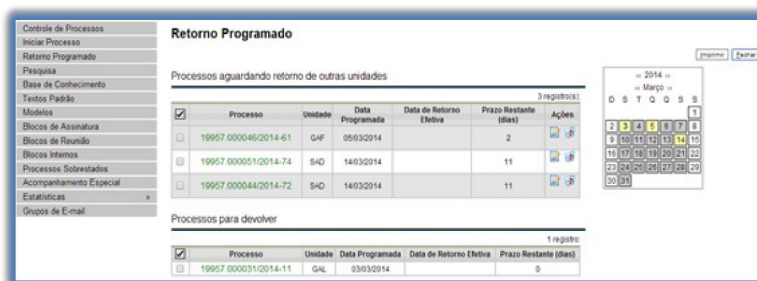 Controle de Processos
Iniciar Processo
Retorno Programado
Pesquisa
Base de Conhecimento
Textos Padrão
Modelos
Blocos de Assinatura
Blocos de Reunião
Blocos Internos
Processos Sobrestados
Acompanhamento Especial
Estatísticas »
Grupos de E-mail
Retorno Programado
Imprimir Fechar
Processos aguardando retorno de outras unidades
3 registro(s):
Processo Unidade Data Programada Data de Retorno Efetiva Prazo Restante (dias) Ações
19957.000046/2014-61 GAF 05/03/2014 2
19957.000051/2014-74 SAD 14/03/2014 11
19957.000044/2014-72 SAD 14/03/2014 11
Processos para devolver
1 registro:
Processo Unidade Data Programada Data de Retorno Efetiva Prazo Restante (dias)
19957.000031/2014-11 GAL 03/03/2014 0
2014
Março
D S T Q Q S S
1
2 3 4 5 6 7 8
9 10 11 12 13 14 15
16 17 18 19 20 21 22
23 24 25 26 27 28 29
30 31